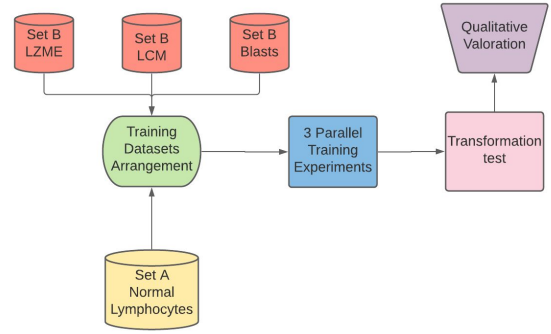 Set B
LZME
Set B
LCM
Set B
Blasts
Qualitative
Valoration
Training
Datasets
Arrangement
3 Parallel
Training
Experiments
Transformation
test
Set A
Normal
Lymphocytes